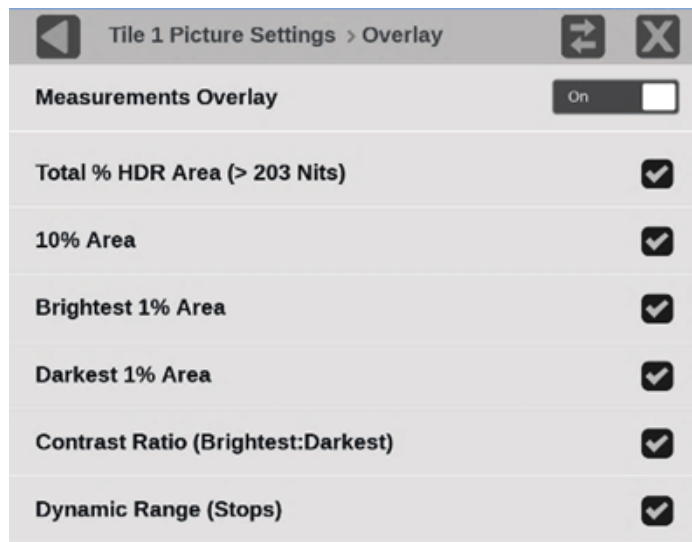 Tile 1 Picture Settings > Overlay
Measurements Overlay On
Total % HDR Area (> 203 Nits)
10% Area
Brightest 1% Area
Darkest 1% Area
Contrast Ratio (Brightest:Darkest)
Dynamic Range (Stops)